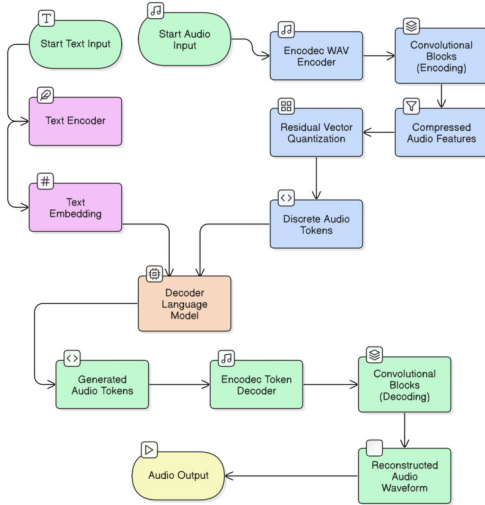 Start Text Input
Start Audio
Input
Encodec WAV
Encoder
Convolutional
Blocks
(Encoding)
Text Encoder
Residual Vector
Quantization
Compressed
Audio Features
Text
Embedding
Discrete Audio
Tokens
Decoder
Language
Model
Generated
Audio Tokens
Encodec Token
Decoder
Convolutional
Blocks
(Decoding)
Audio Output
Reconstructed
Audio
Waveform